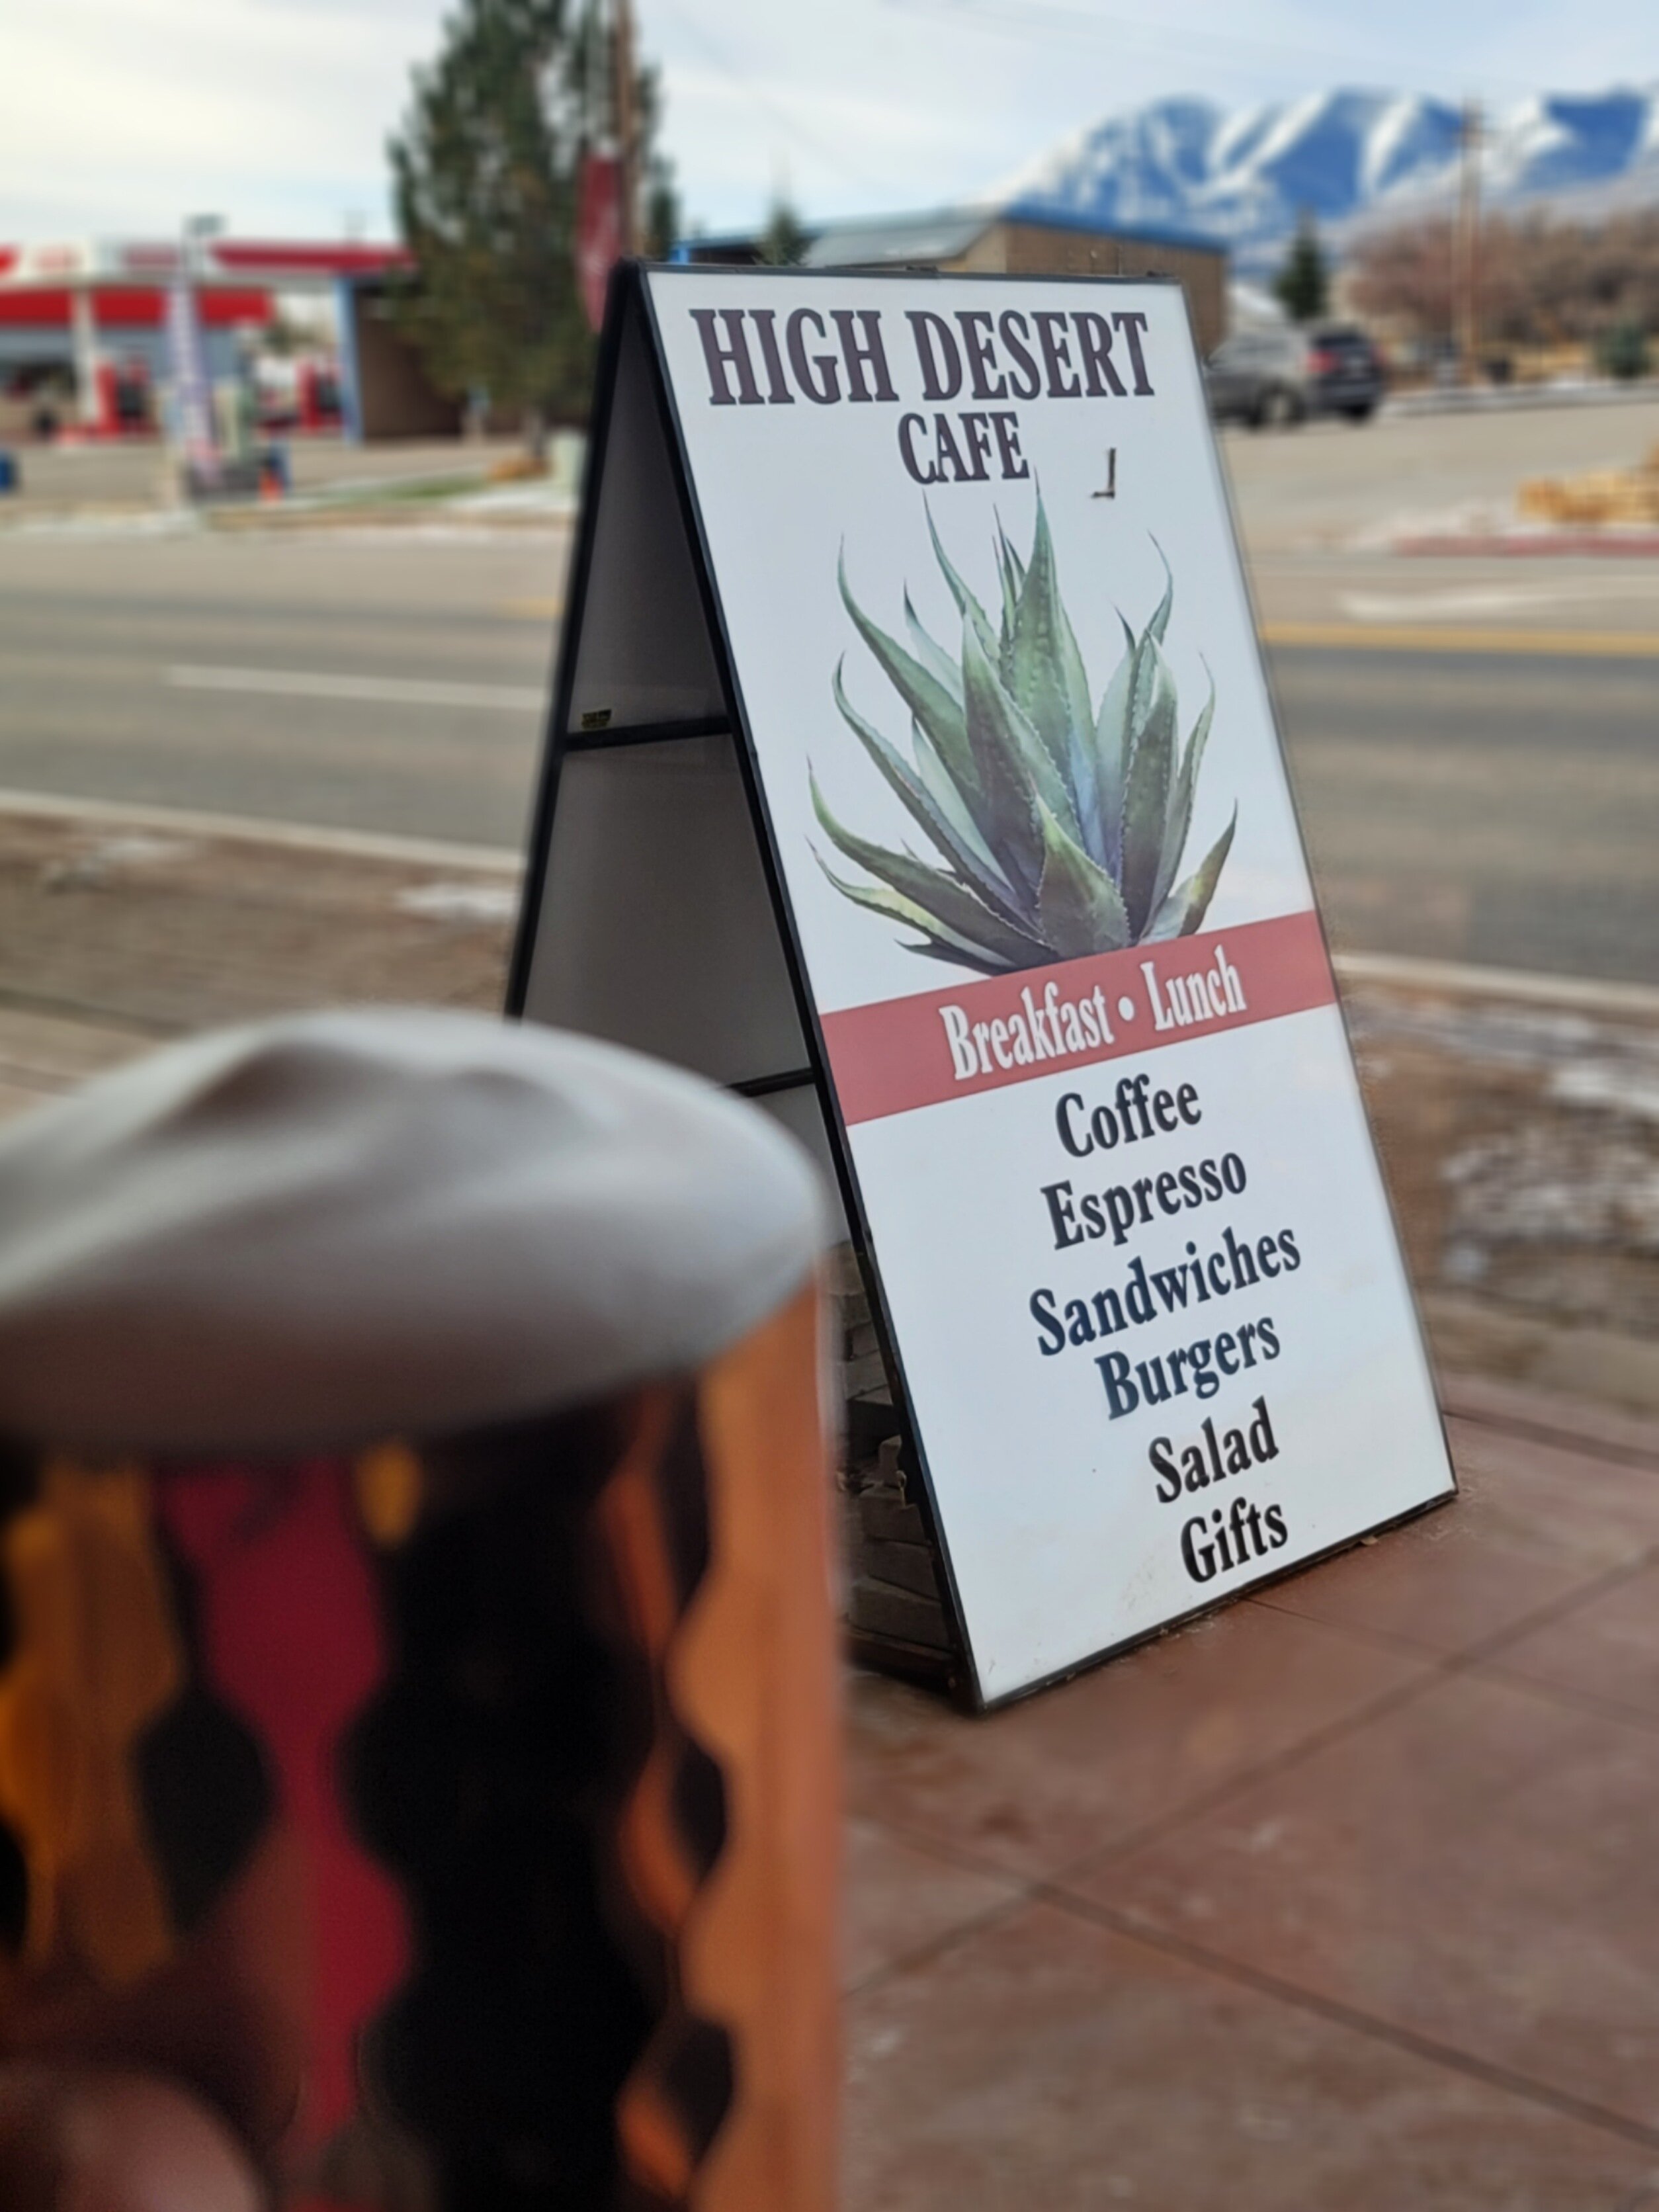 HIGH DESERT
CAFE
Breakfast • Lunch
Coffee
Espresso
Sandwiches
Burgers
Salad
Gifts